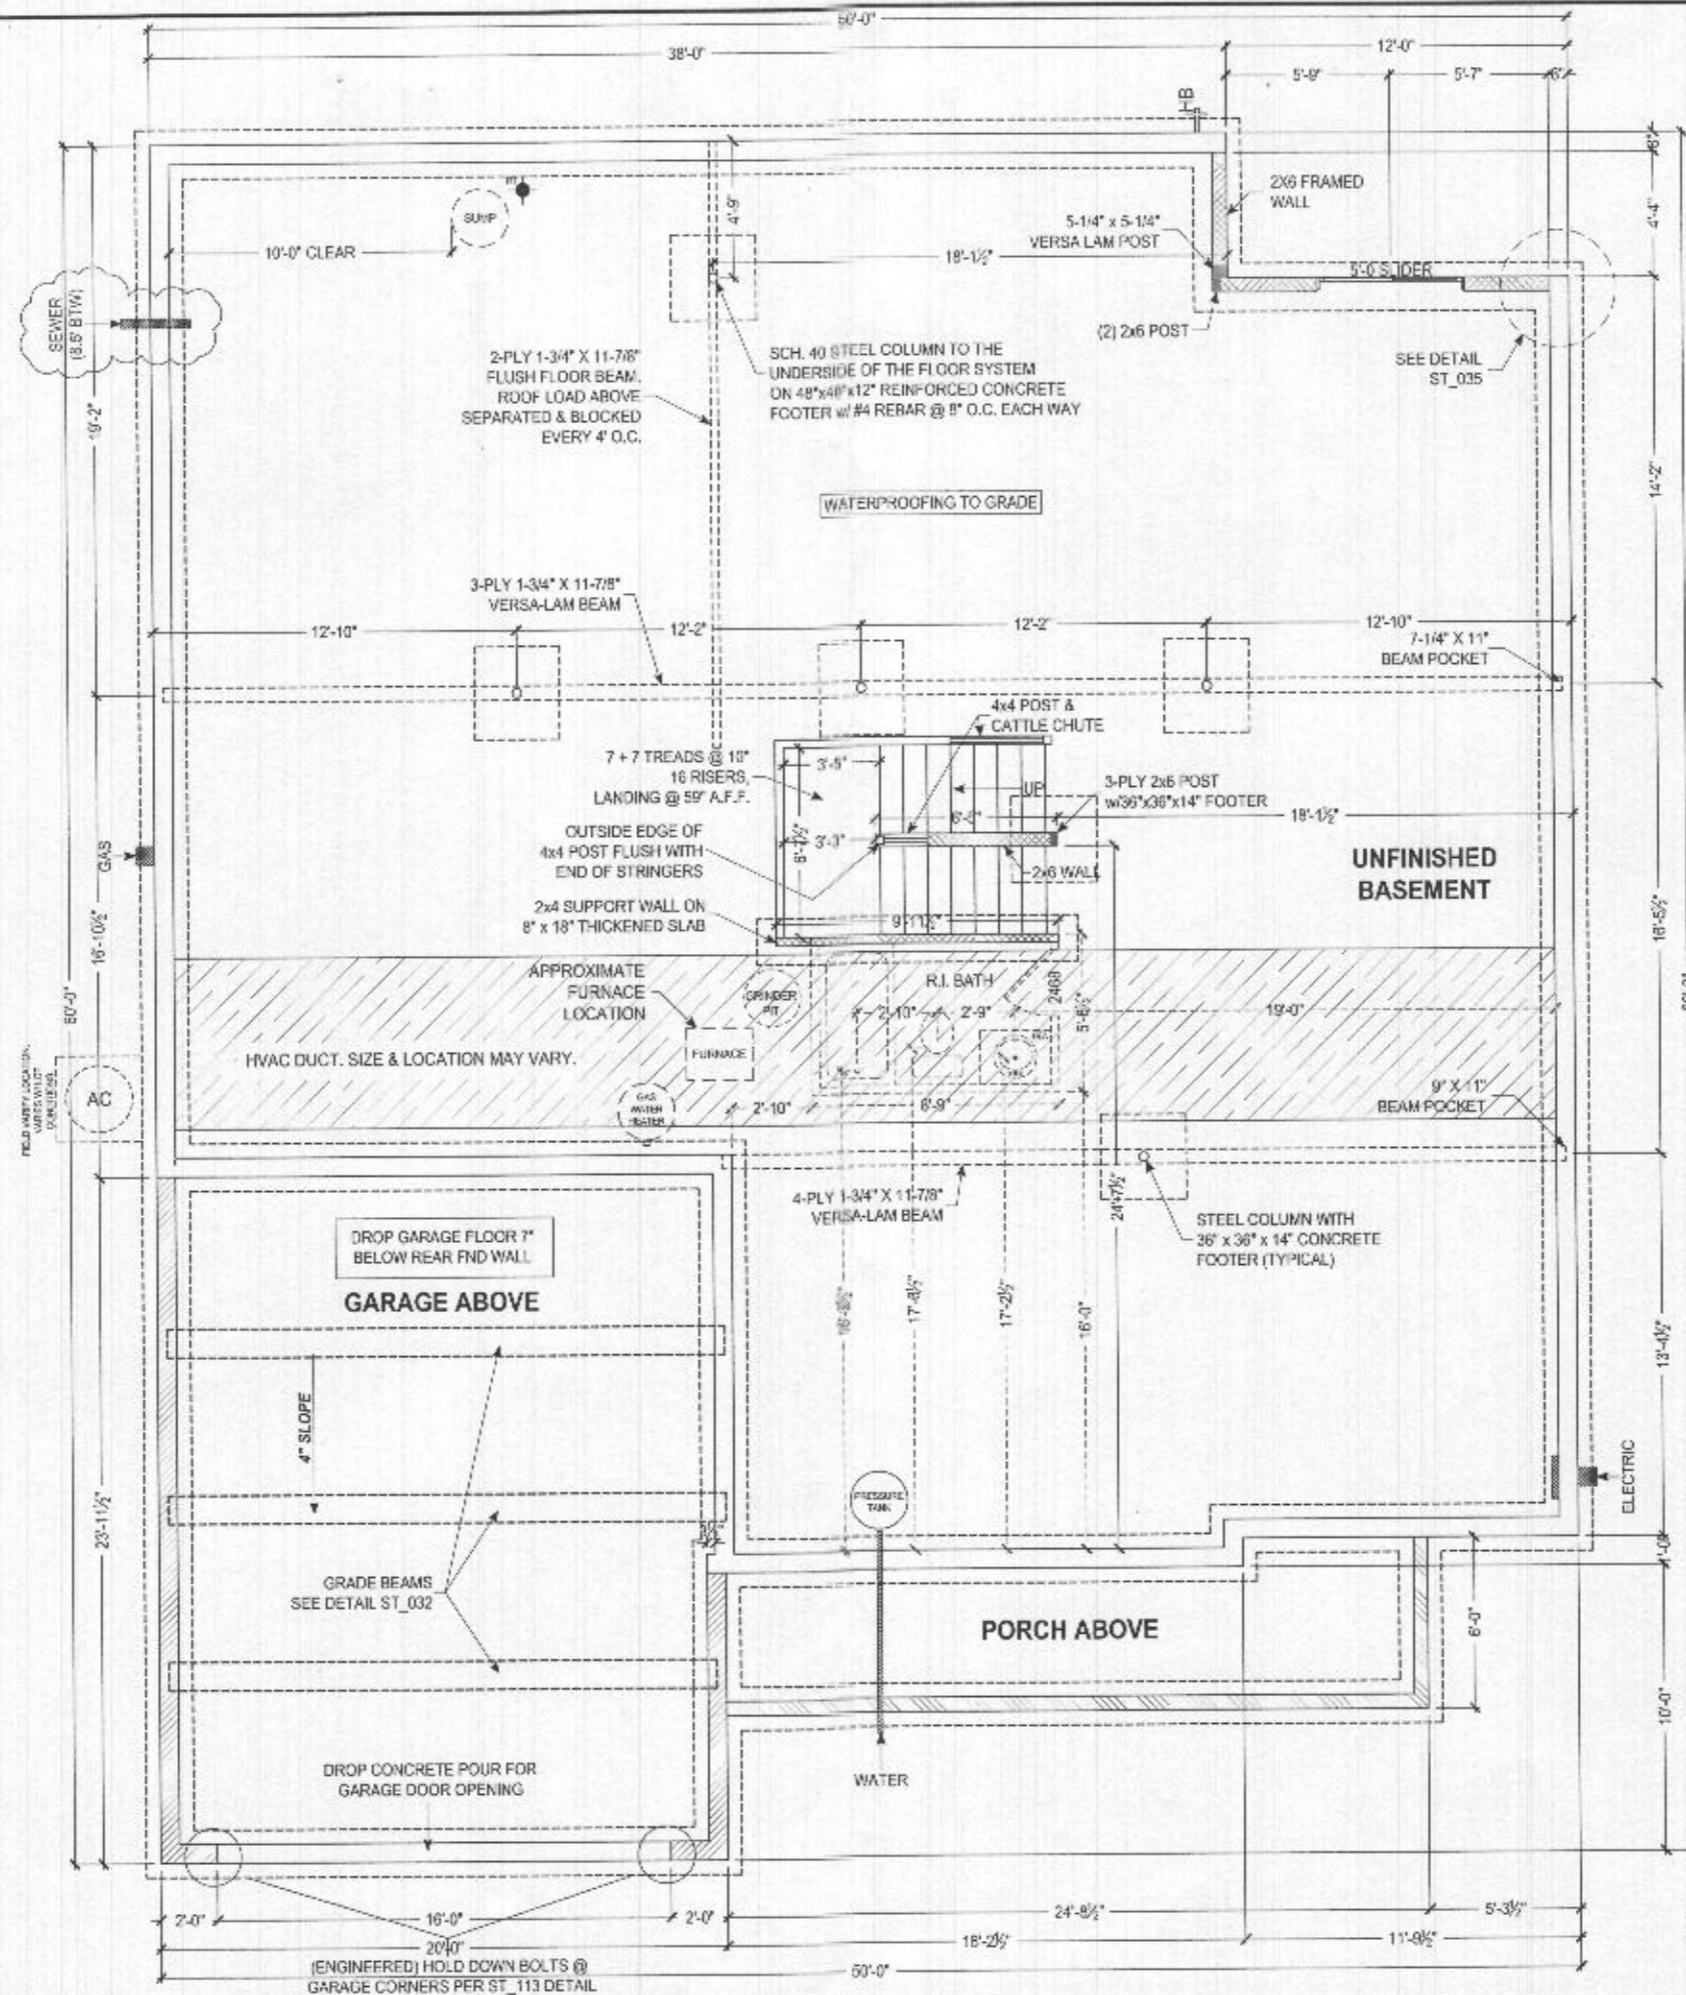 38'-0"
12'-0"
5'-9"
5'-7"
6"
HB
6"
4'-9"
2X6 FRAMED
WALL
4'-4"
SUMP
5-1/4" x 5-1/4"
VERSA LAM POST
10'-0" CLEAR
18'-1½"
5'-0 SLIDER
SEWER
(8.5' BTW)
(2) 2x6 POST
2-PLY 1-3/4" X 11-7/8"
FLUSH FLOOR BEAM.
ROOF LOAD ABOVE
SEPARATED & BLOCKED
EVERY 4' O.C.
SCH. 40 STEEL COLUMN TO THE
UNDERSIDE OF THE FLOOR SYSTEM
ON 48"x48"x12" REINFORCED CONCRETE
FOOTER w/ #4 REBAR @ 8" O.C. EACH WAY
SEE DETAIL
ST_035
19'-2"
14'-2"
WATERPROOFING TO GRADE
3-PLY 1-3/4" X 11-7/8"
VERSA-LAM BEAM
12'-10"
12'-2"
12'-2"
12'-10"
7-1/4" X 11"
BEAM POCKET
4x4 POST &
CATTLE CHUTE
7 + 7 TREADS @ 10"
16 RISERS,
LANDING @ 59" A.F.F.
3'-5"
UP
3-PLY 2x6 POST
w/36"x36"x14" FOOTER
18'-1½"
OUTSIDE EDGE OF
4x4 POST FLUSH WITH
END OF STRINGERS
3'-3"
2x6 WALL
GAS
UNFINISHED
BASEMENT
2x4 SUPPORT WALL ON
8" x 18" THICKENED SLAB
9'-11½"
16'-10½"
16'-5½"
60'-0"
APPROXIMATE
FURNACE
LOCATION
GRINDER
PIT
R.I. BATH
2468
2'-10"
2'-9"
5'-8½"
19'-0"
HVAC DUCT. SIZE & LOCATION MAY VARY.
FURNACE
AC
GAS
WATER
HEATER
2'-10"
6'-9"
9" X 11"
BEAM POCKET
4-PLY 1-3/4" X 11-7/8"
VERSA-LAM BEAM
24'-7½"
STEEL COLUMN WITH
36" x 36" x 14" CONCRETE
FOOTER (TYPICAL)
DROP GARAGE FLOOR 7"
BELOW REAR FND WALL
GARAGE ABOVE
17'-2½"
16'-0"
13'-4½"
4" SLOPE
23'-11½"
PRESSURE
TANK
ELECTRIC
GRADE BEAMS
SEE DETAIL ST_032
PORCH ABOVE
6'-0"
10'-0"
DROP CONCRETE POUR FOR
GARAGE DOOR OPENING
WATER
2'-0"
16'-0"
2'-0"
24'-8½"
5'-3½"
20'-0"
18'-2½"
11'-9½"
50'-0"
(ENGINEERED) HOLD DOWN BOLTS @
GARAGE CORNERS PER ST_113 DETAIL